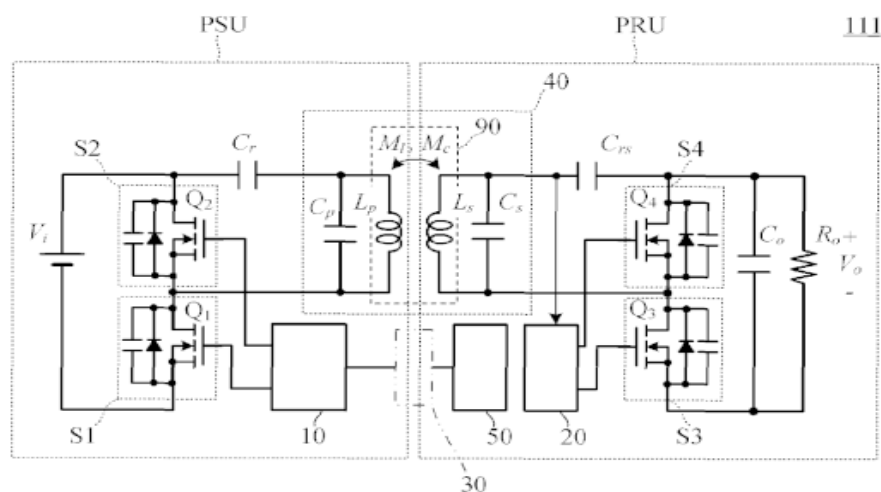 PSU PRU 111
40
90
S2 Cr Mp Mc Crs S4
Q2 Cp Lp Ls Cs Q4
Vi Co Ro + Vo -
Q1 Q3
S1 10 50 20 S3
30